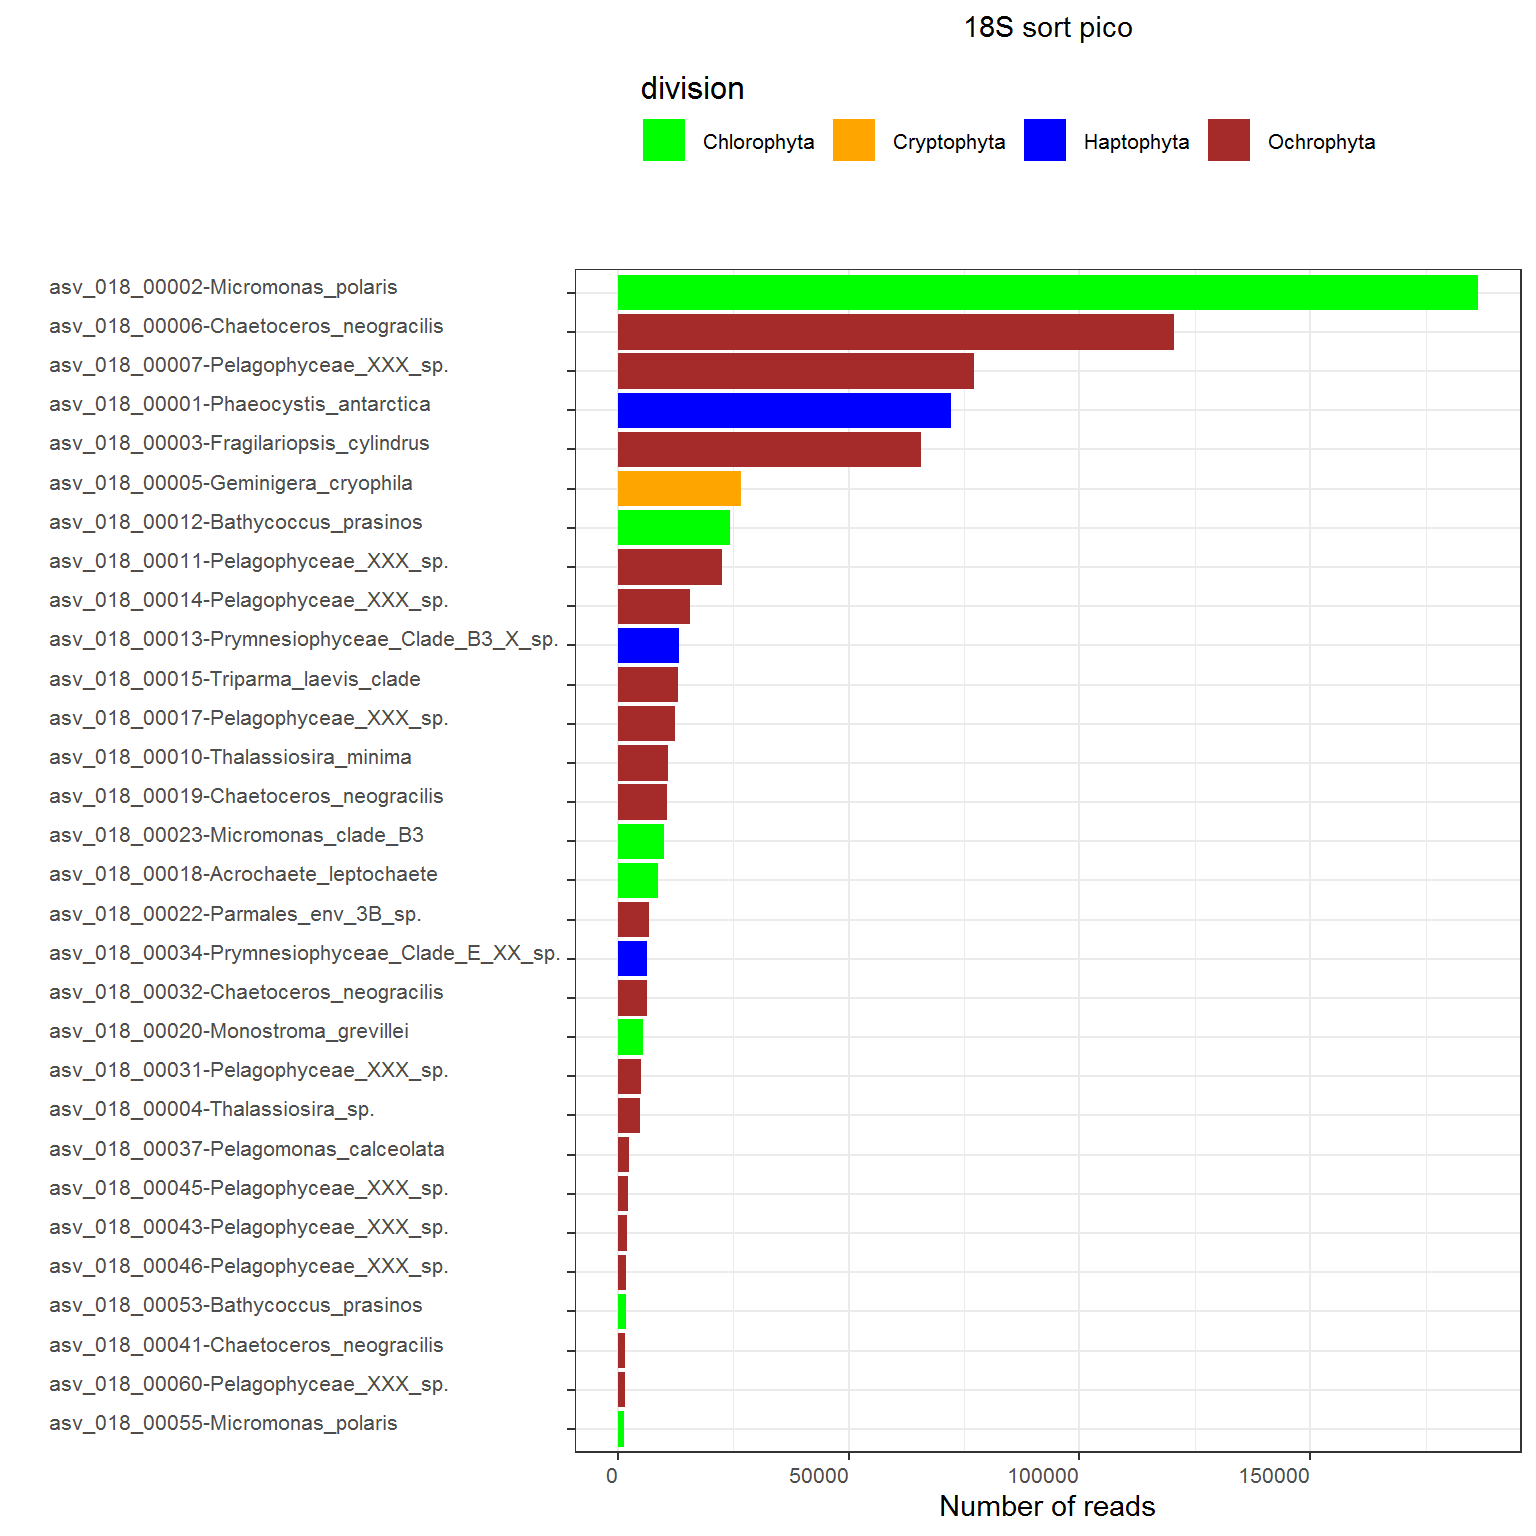 18S sort pico
division
Chlorophyta Cryptophyta Haptophyta Ochrophyta
asv_018_00002-Micromonas_polaris
asv_018_00006-Chaetoceros_neogracilis
asv_018_00007-Pelagophyceae_XXX_sp.
asv_018_00001-Phaeocystis_antarctica
asv_018_00003-Fragilariopsis_cylindrus
asv_018_00005-Geminigera_cryophila
asv_018_00012-Bathycoccus_prasinos
asv_018_00011-Pelagophyceae_XXX_sp.
asv_018_00014-Pelagophyceae_XXX_sp.
asv_018_00013-Prymnesiophyceae_Clade_B3_X_sp.
asv_018_00015-Triparma_laevis_clade
asv_018_00017-Pelagophyceae_XXX_sp.
asv_018_00010-Thalassiosira_minima
asv_018_00019-Chaetoceros_neogracilis
asv_018_00023-Micromonas_clade_B3
asv_018_00018-Acrochaete_leptochaete
asv_018_00022-Parmales_env_3B_sp.
asv_018_00034-Prymnesiophyceae_Clade_E_XX_sp.
asv_018_00032-Chaetoceros_neogracilis
asv_018_00020-Monostroma_grevillei
asv_018_00031-Pelagophyceae_XXX_sp.
asv_018_00004-Thalassiosira_sp.
asv_018_00037-Pelagomonas_calceolata
asv_018_00045-Pelagophyceae_XXX_sp.
asv_018_00043-Pelagophyceae_XXX_sp.
asv_018_00046-Pelagophyceae_XXX_sp.
asv_018_00053-Bathycoccus_prasinos
asv_018_00041-Chaetoceros_neogracilis
asv_018_00060-Pelagophyceae_XXX_sp.
asv_018_00055-Micromonas_polaris
0 50000 100000 150000
Number of reads